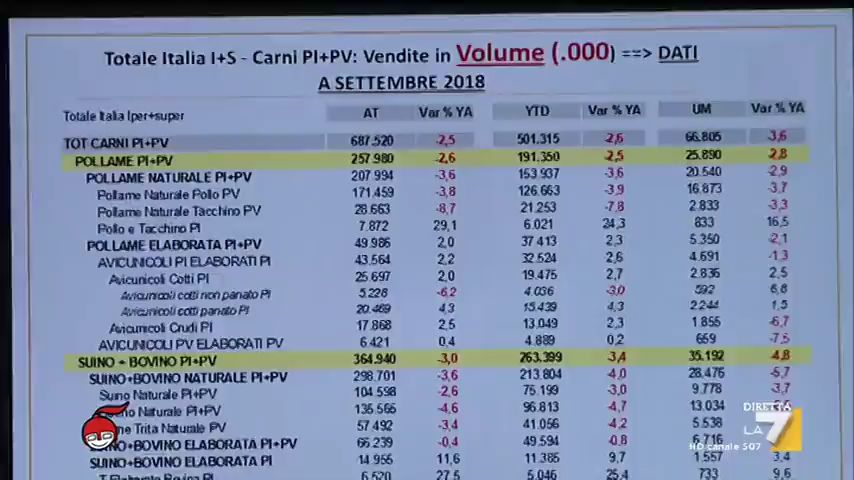 Totale Italia I+S - Carni PI+PV: Vendite in Volume (.000) ==> DATI
A SETTEMBRE 2018
Totale Italia Iper+super AT Var % YA YTD Var % YA UM Var % YA
TOT CARNI PI+PV 687.520 -2,5 501.315 -2,6 66.805 -3,6
POLLAME PI+PV 257.980 -2,6 191.350 -2,5 25.890 -2,8
POLLAME NATURALE PI+PV 207.994 -3,6 153.937 -3,6 20.540 -2,9
Pollame Naturale Pollo PV 171.459 -3,8 126.663 -3,9 16.873 -3,7
Pollame Naturale Tacchino PV 28.663 -8,7 21.253 -7,8 2.833 -3,3
Pollo e Tacchino PI 7.872 29,1 6.021 24,3 833 16,5
POLLAME ELABORATA PI+PV 49.986 2,0 37.413 2,3 5.350 -2,1
AVICUNICOLI PI ELABORATI PI 43.564 2,2 32.524 2,6 4.691 -1,3
Avicunicoli Cotti PI 25.697 2,0 19.475 2,7 2.836 2,5
Avicunicoli cotti non panato PI 5.228 -6,2 4.036 -3,0 592 6,8
Avicunicoli cotti panato PI 20.469 4,3 15.439 4,3 2.244 1,5
Avicunicoli Crudi PI 17.868 2,5 13.049 2,3 1.855 -6,7
AVICUNICOLI PV ELABORATI PV 6.421 0,4 4.889 0,2 659 -7,5
SUINO + BOVINO PI+PV 364.940 -3,0 263.399 -3,4 35.192 -4,8
SUINO+BOVINO NATURALE PI+PV 298.701 -3,6 213.804 -4,0 28.476 -5,7
Suino Naturale PI+PV 104.598 -2,6 75.199 -3,0 9.778 -3,7
Naturale PI+PV 136.565 -4,6 96.813 -4,7 13.034
Trita Naturale PV 57.492 -3,4 41.056 -4,2 5.538
+BOVINO ELABORATA PI+PV 66.239 -0,4 49.594 -0,8 6.716
SUINO+BOVINO ELABORATA PI 14.955 11,6 11.385 9,7 1.557 3,4
6.520 27,5 5.046 25,4 733 9,6
DIRETTA
LA 7
HD canale 507